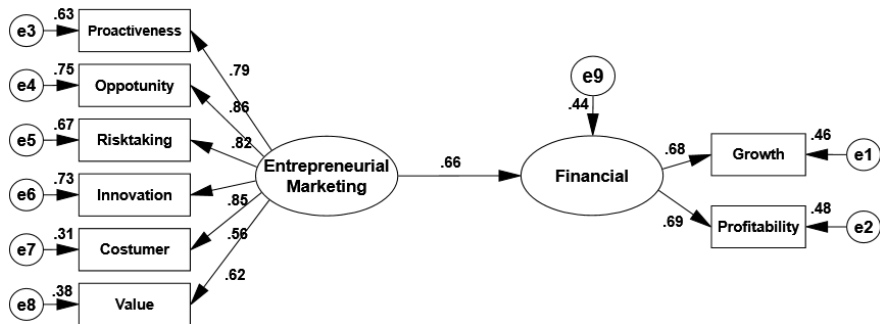 e3 .63 Proactiveness
e4 .75 Oppotunity
e5 .67 Risktaking
e6 .73 Innovation
e7 .31 Costumer
e8 .38 Value
.79
.86
.82
.85
.56
.62
Entrepreneurial
Marketing
.66
e9
.44
Financial
.68
.69
Growth .46 e1
Profitability .48 e2